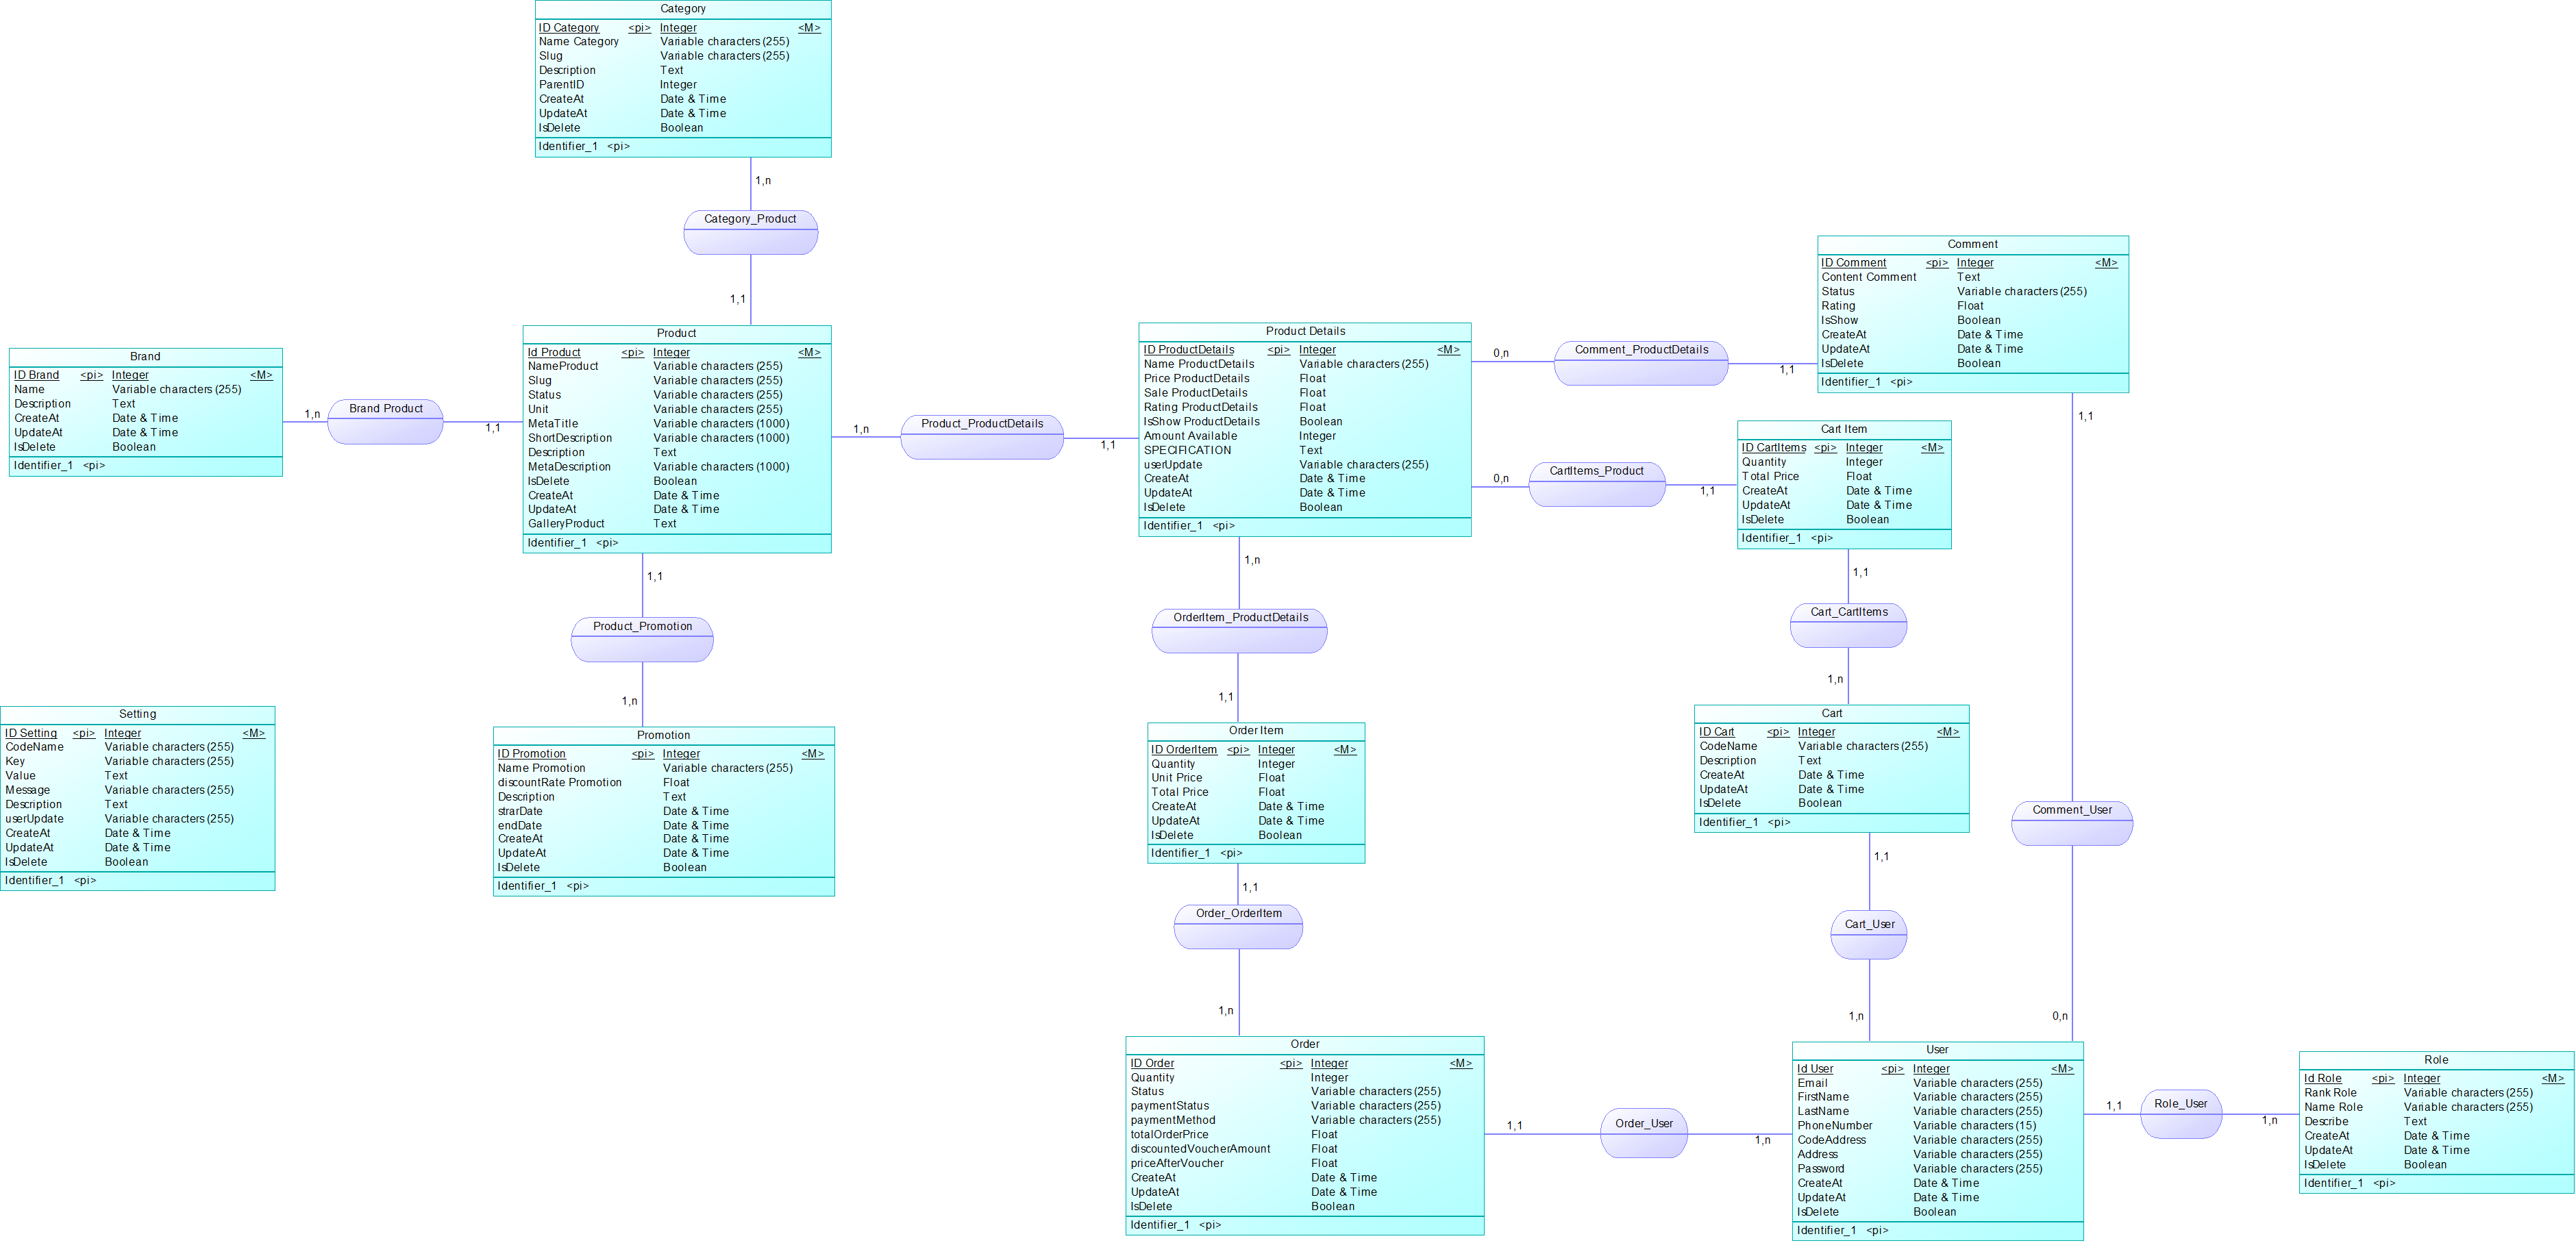 Category
ID Category <pi> Integer <M>
Name Category Variable characters (255)
Slug Variable characters (255)
Description Text
ParentID Integer
CreateAt Date & Time
UpdateAt Date & Time
IsDelete Boolean
Identifier_1 <pi>
1,n
Category_Product
1,1
Brand
ID Brand <pi> Integer <M>
Name Variable characters (255)
Description Text
CreateAt Date & Time
UpdateAt Date & Time
IsDelete Boolean
Identifier_1 <pi>
1,n
Brand Product
1,1
Product
Id Product <pi> Integer <M>
NameProduct Variable characters (255)
Slug Variable characters (255)
Status Variable characters (255)
Unit Variable characters (255)
MetaTitle Variable characters (1000)
ShortDescription Variable characters (1000)
Description Text
MetaDescription Variable characters (1000)
IsDelete Boolean
CreateAt Date & Time
UpdateAt Date & Time
GalleryProduct Text
Identifier_1 <pi>
1,n
Product_ProductDetails
1,1
Product Details
ID ProductDetails <pi> Integer <M>
Name ProductDetails Variable characters (255)
Price ProductDetails Float
Sale ProductDetails Float
Rating ProductDetails Float
IsShow ProductDetails Boolean
Amount Available Integer
SPECIFICATION Text
userUpdate Variable characters (255)
CreateAt Date & Time
UpdateAt Date & Time
IsDelete Boolean
Identifier_1 <pi>
0,n
Comment_ProductDetails
1,1
Comment
ID Comment <pi> Integer <M>
Content Comment Text
Status Variable characters (255)
Rating Float
IsShow Boolean
CreateAt Date & Time
UpdateAt Date & Time
IsDelete Boolean
Identifier_1 <pi>
1,1
0,n
CartItems_Product
1,1
Cart Item
ID CartItems <pi> Integer <M>
Quantity Integer
Total Price Float
CreateAt Date & Time
UpdateAt Date & Time
IsDelete Boolean
Identifier_1 <pi>
1,1
Cart_CartItems
1,n
1,1
Product_Promotion
1,n
1,n
OrderItem_ProductDetails
1,1
Setting
ID Setting <pi> Integer <M>
CodeName Variable characters (255)
Key Variable characters (255)
Value Text
Message Variable characters (255)
Description Text
userUpdate Variable characters (255)
CreateAt Date & Time
UpdateAt Date & Time
IsDelete Boolean
Identifier_1 <pi>
Promotion
ID Promotion <pi> Integer <M>
Name Promotion Variable characters (255)
discountRate Promotion Float
Description Text
strarDate Date & Time
endDate Date & Time
CreateAt Date & Time
UpdateAt Date & Time
IsDelete Boolean
Identifier_1 <pi>
Order Item
ID OrderItem <pi> Integer <M>
Quantity Integer
Unit Price Float
Total Price Float
CreateAt Date & Time
UpdateAt Date & Time
IsDelete Boolean
Identifier_1 <pi>
1,1
Order_OrderItem
1,n
Cart
ID Cart <pi> Integer <M>
CodeName Variable characters (255)
Description Text
CreateAt Date & Time
UpdateAt Date & Time
IsDelete Boolean
Identifier_1 <pi>
1,1
Cart_User
1,n
Comment_User
0,n
Order
ID Order <pi> Integer <M>
Quantity Integer
Status Variable characters (255)
paymentStatus Variable characters (255)
paymentMethod Variable characters (255)
totalOrderPrice Float
discountedVoucherAmount Float
priceAfterVoucher Float
CreateAt Date & Time
UpdateAt Date & Time
IsDelete Boolean
Identifier_1 <pi>
1,1
Order_User
1,n
User
Id User <pi> Integer <M>
Email Variable characters (255)
FirstName Variable characters (255)
LastName Variable characters (255)
PhoneNumber Variable characters (15)
CodeAddress Variable characters (255)
Address Variable characters (255)
Password Variable characters (255)
CreateAt Date & Time
UpdateAt Date & Time
IsDelete Boolean
Identifier_1 <pi>
1,1
Role_User
1,n
Role
Id Role <pi> Integer <M>
Rank Role Variable characters (255)
Name Role Variable characters (255)
Describe Text
CreateAt Date & Time
UpdateAt Date & Time
IsDelete Boolean
Identifier_1 <pi>